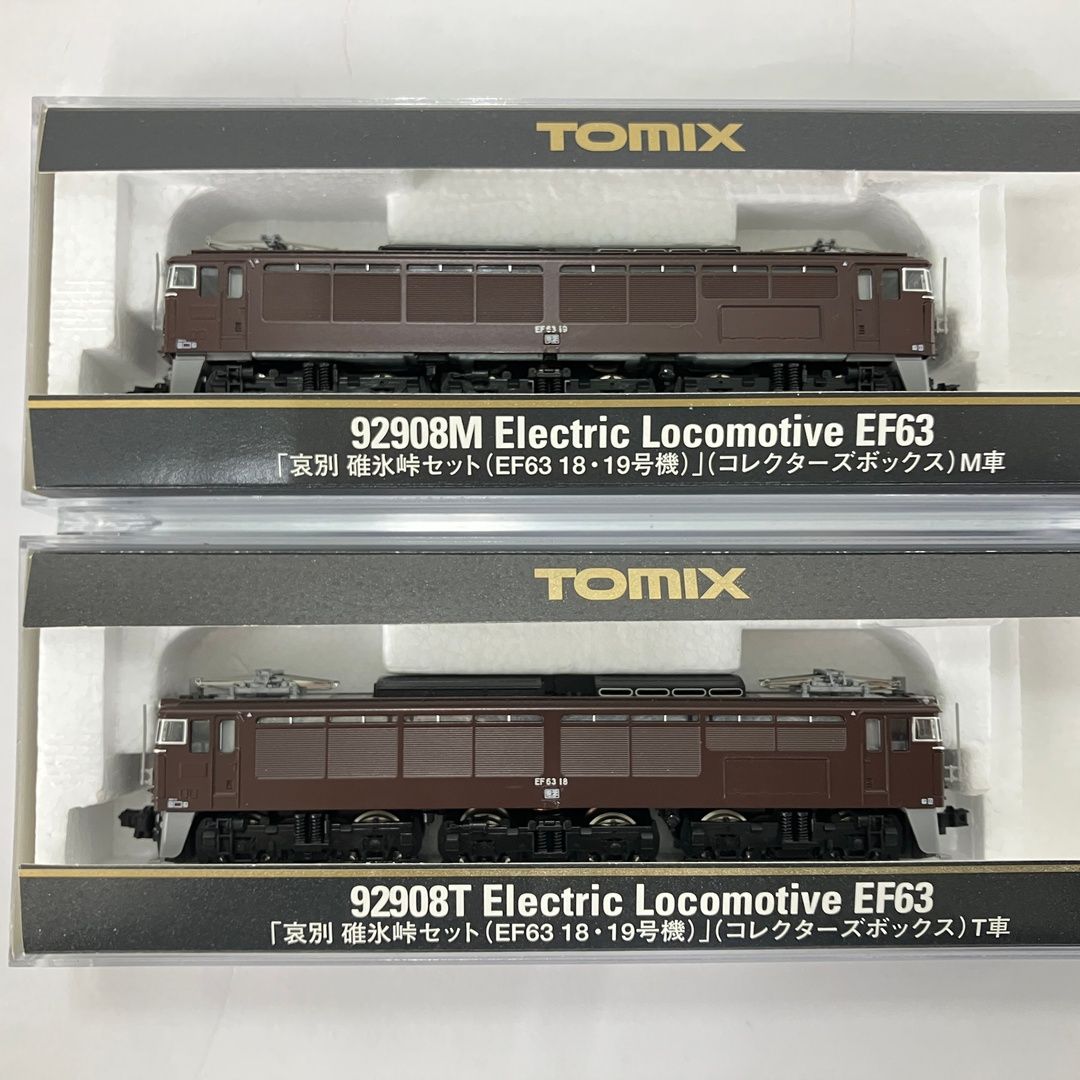 TOMIX
EF63 19
92908M Electric Locomotive EF63
「哀別 碓氷峠セット(EF63 18・19号機)」(コレクターズボックス)M車
TOMIX
EF63 18
92908T Electric Locomotive EF63
「哀別 碓氷峠セット(EF63 18・19号機)」(コレクターズボックス)T車